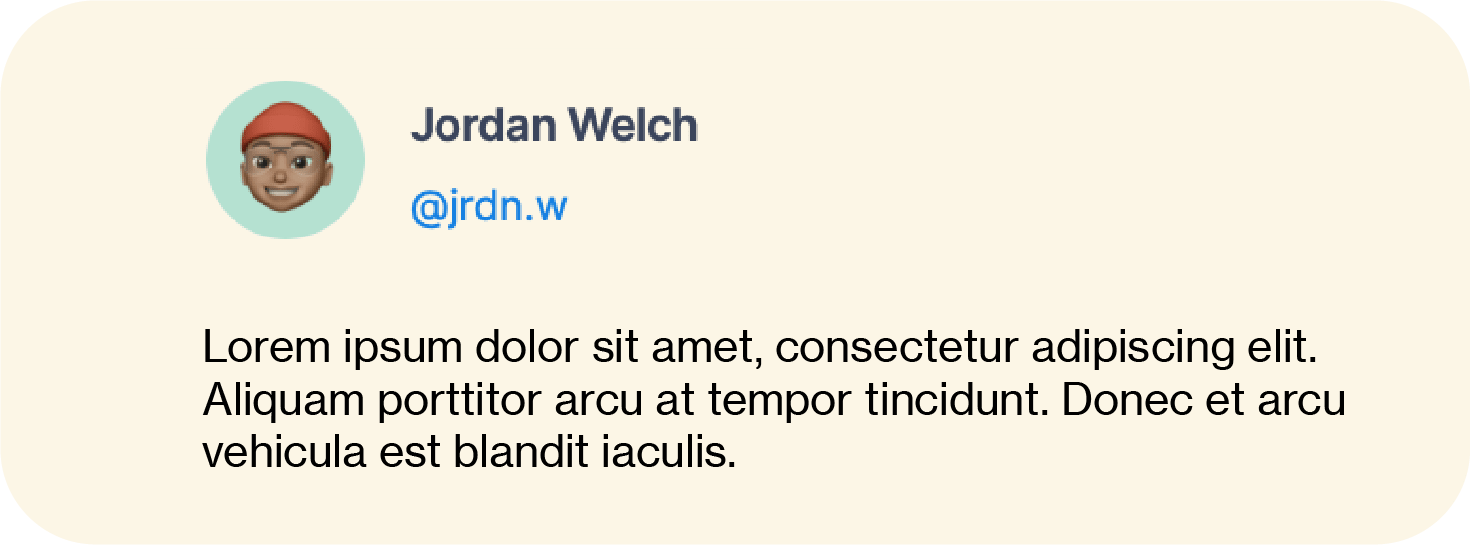 Jordan Welch
@jrdn.w
Lorem ipsum dolor sit amet, consectetur adipiscing elit.
Aliquam porttitor arcu at tempor tincidunt. Donec et arcu
vehicula est blandit iaculis.